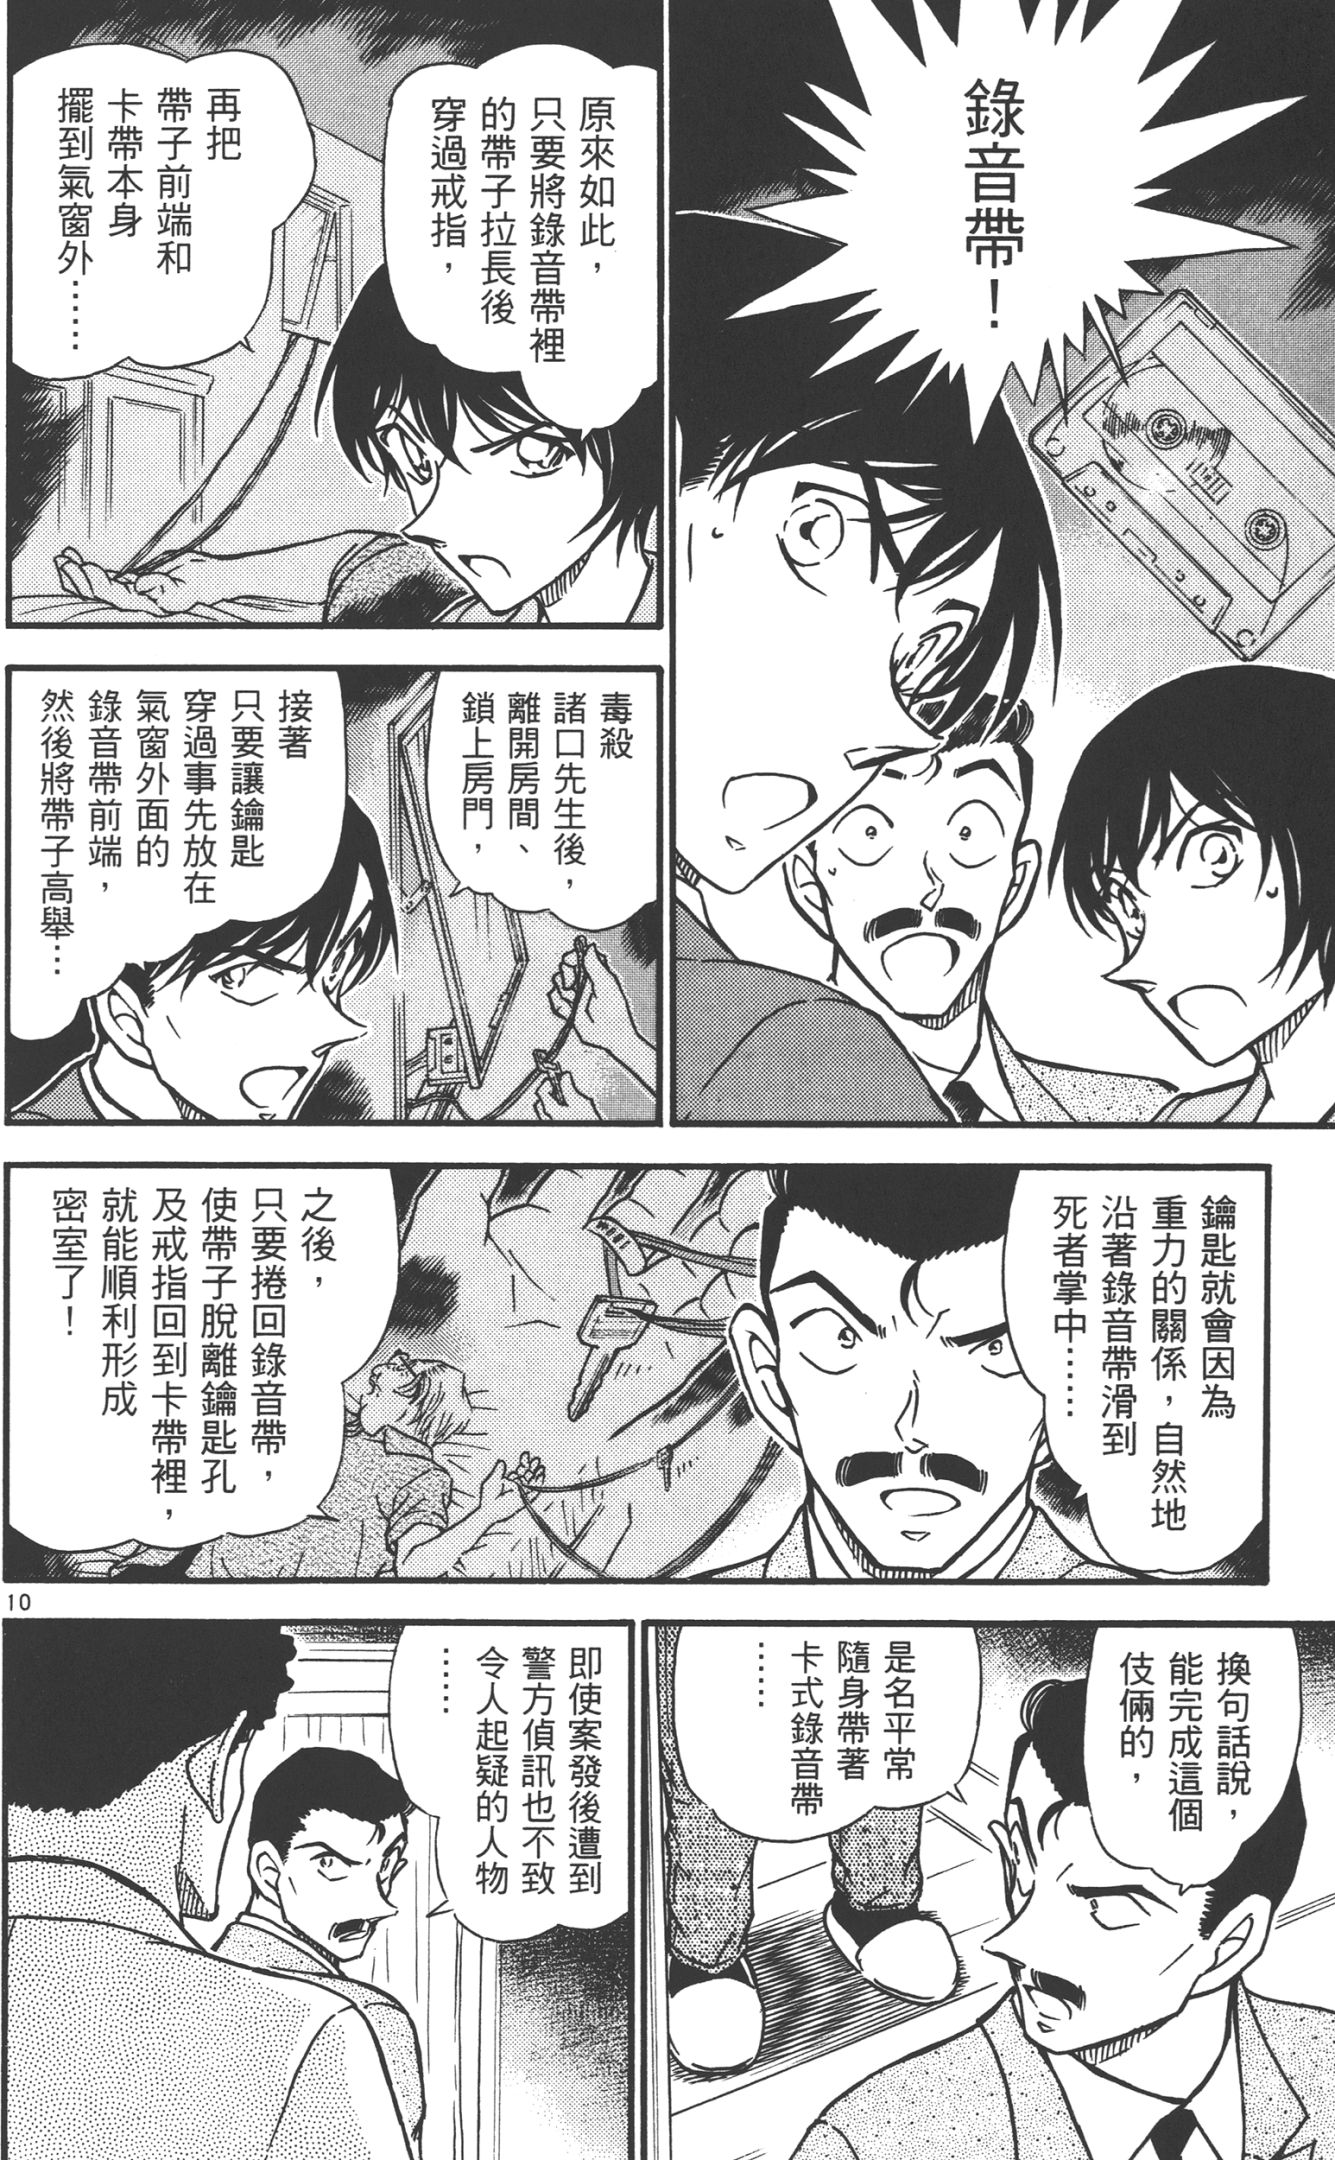 錄音帶！
原來如此，
只要將錄音帶裡
的帶子拉長後
穿過戒指，
再把
帶子前端和
卡帶本身
擺到氣窗外……
毒殺
諸口先生後，
離開房間、
鎖上房門，
接著
只要讓鑰匙
穿過事先放在
氣窗外面的
錄音帶前端，
然後將帶子高舉…
鑰匙就會因為
重力的關係，自然地
沿著錄音帶滑到
死者掌中……
之後，
只要捲回錄音帶，
使帶子脫離鑰匙孔
及戒指回到卡帶裡，
就能順利形成
密室了！
10
換句話說，
能完成這個
伎倆的，
是名平常
隨身帶著
卡式錄音帶
……
即使案發後遭到
警方偵訊也不致
令人起疑的人物
……